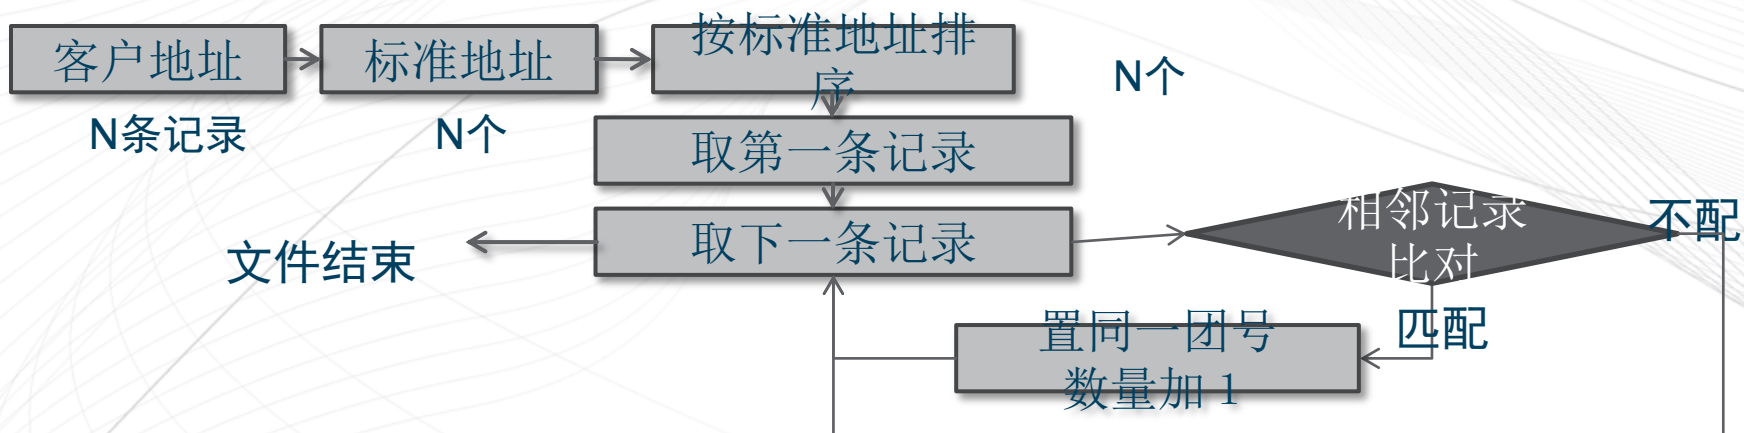 客户地址
标准地址
按标准地址排
序
N个
N条记录
N个
取第一条记录
相邻记录
比对
不配
取下一条记录
文件结束
匹配
置同一团号
数量加 1